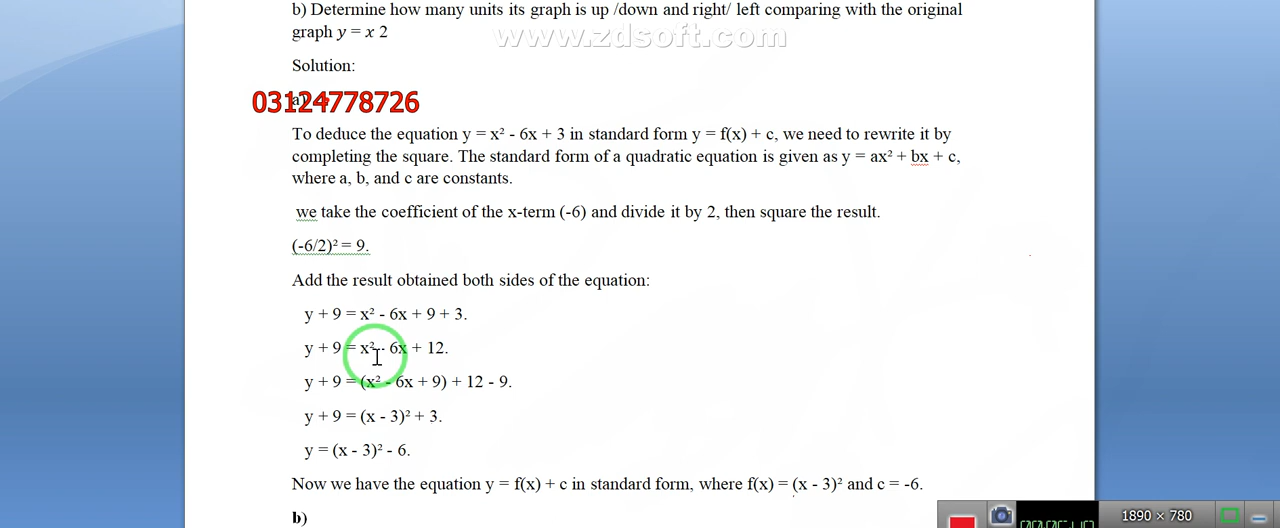 b) Determine how many units its graph is up /down and right/ left comparing with the original
graph y = x 2
www.zdsoft.com
Solution:
a)
03124778726
To deduce the equation y = x² - 6x + 3 in standard form y = f(x) + c, we need to rewrite it by
completing the square. The standard form of a quadratic equation is given as y = ax² + bx + c,
where a, b, and c are constants.
we take the coefficient of the x-term (-6) and divide it by 2, then square the result.
(-6/2)² = 9.
Add the result obtained both sides of the equation:
y + 9 = x² - 6x + 9 + 3.
y + 9 = x² - 6x + 12.
y + 9 = (x² - 6x + 9) + 12 - 9.
y + 9 = (x - 3)² + 3.
y = (x - 3)² - 6.
Now we have the equation y = f(x) + c in standard form, where f(x) = (x - 3)² and c = -6.
b)
1890 × 780